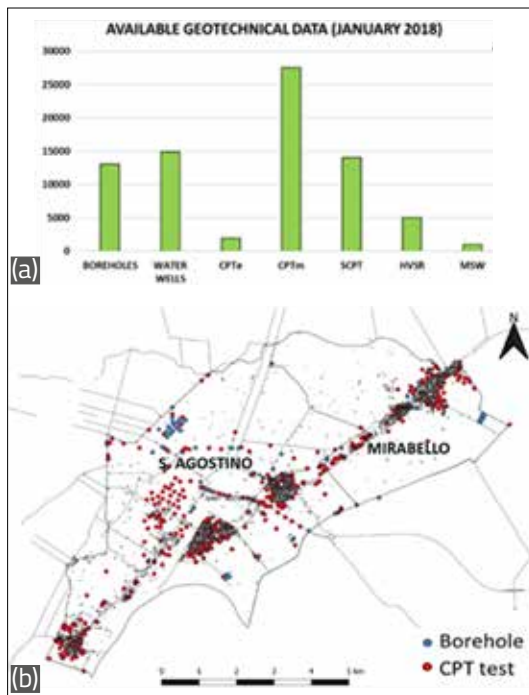 AVAILABLE GEOTECHNICAL DATA (JANUARY 2018)
30000
25000
20000
15000
10000
5000
0
BOREHOLES WATER WELLS CPTe CPTm SCPT HVSR MSW
(a)
N
MIRABELLO
S. AGOSTINO
Borehole
CPT test
(b)
0 1 2 3 4 5 km